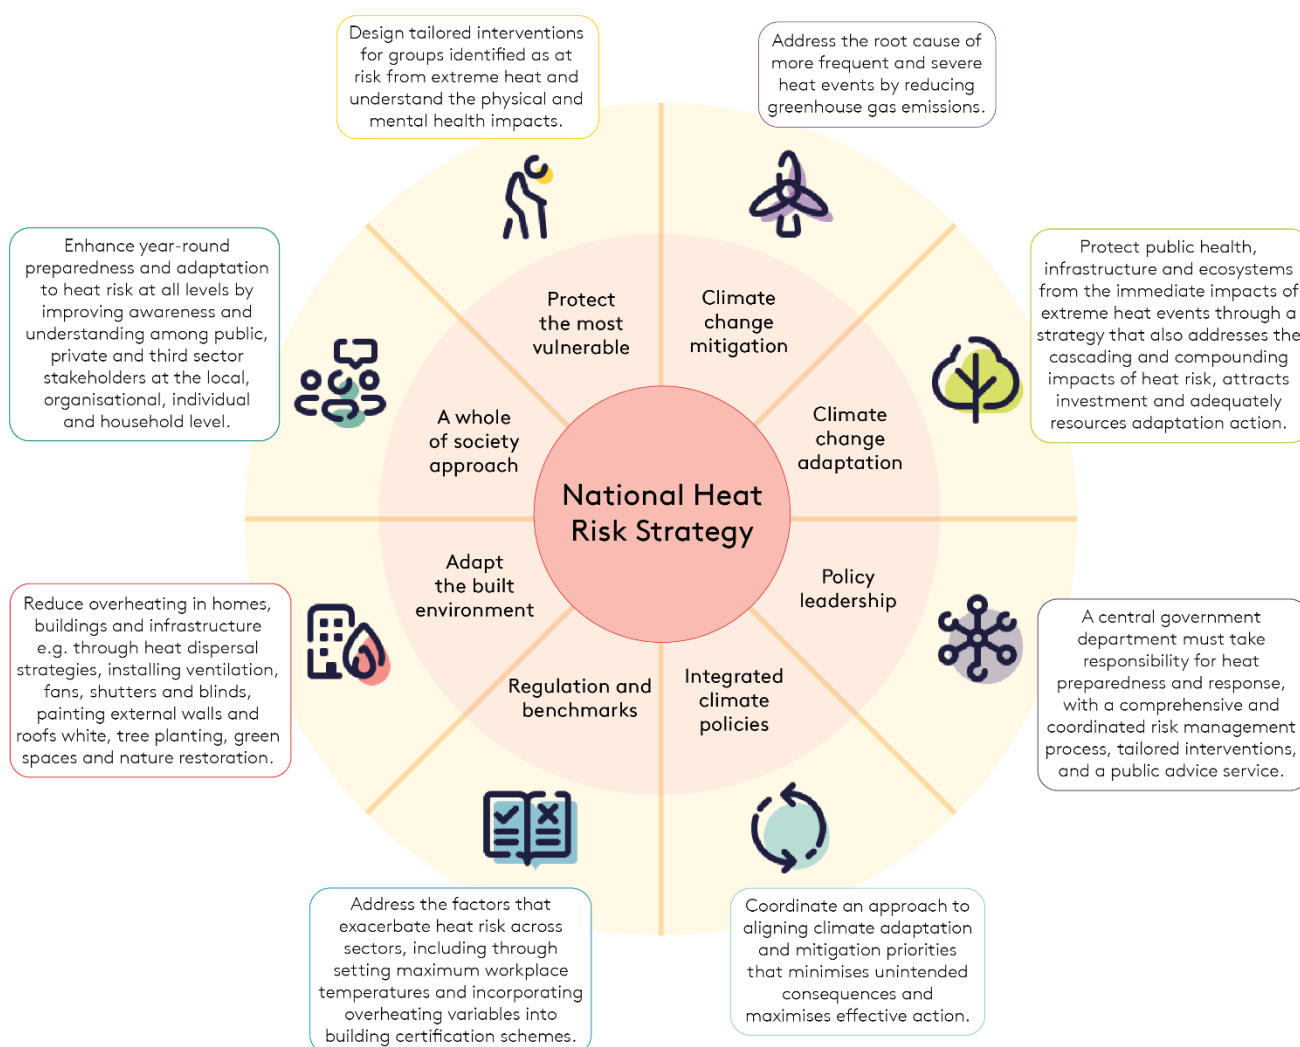 Design tailored interventions
for groups identified as at
risk from extreme heat and
understand the physical and
mental health impacts.
Address the root cause of
more frequent and severe
heat events by reducing
greenhouse gas emissions.
Enhance year-round
preparedness and adaptation
to heat risk at all levels by
improving awareness and
understanding among public,
private and third sector
stakeholders at the local,
organisational, individual
and household level.
Protect public health,
infrastructure and ecosystems
from the immediate impacts of
extreme heat events through a
strategy that also addresses the
cascading and compounding
impacts of heat risk, attracts
investment and adequately
resources adaptation action.
Protect
the most
vulnerable
Climate
change
mitigation
A whole
of society
approach
Climate
change
adaptation
National Heat
Risk Strategy
Adapt
the built
environment
Policy
leadership
Regulation and
benchmarks
Integrated
climate
policies
Reduce overheating in homes,
buildings and infrastructure
e.g. through heat dispersal
strategies, installing ventilation,
fans, shutters and blinds,
painting external walls and
roofs white, tree planting, green
spaces and nature restoration.
A central government
department must take
responsibility for heat
preparedness and response,
with a comprehensive and
coordinated risk management
process, tailored interventions,
and a public advice service.
Address the factors that
exacerbate heat risk across
sectors, including through
setting maximum workplace
temperatures and incorporating
overheating variables into
building certification schemes.
Coordinate an approach to
aligning climate adaptation
and mitigation priorities
that minimises unintended
consequences and
maximises effective action.